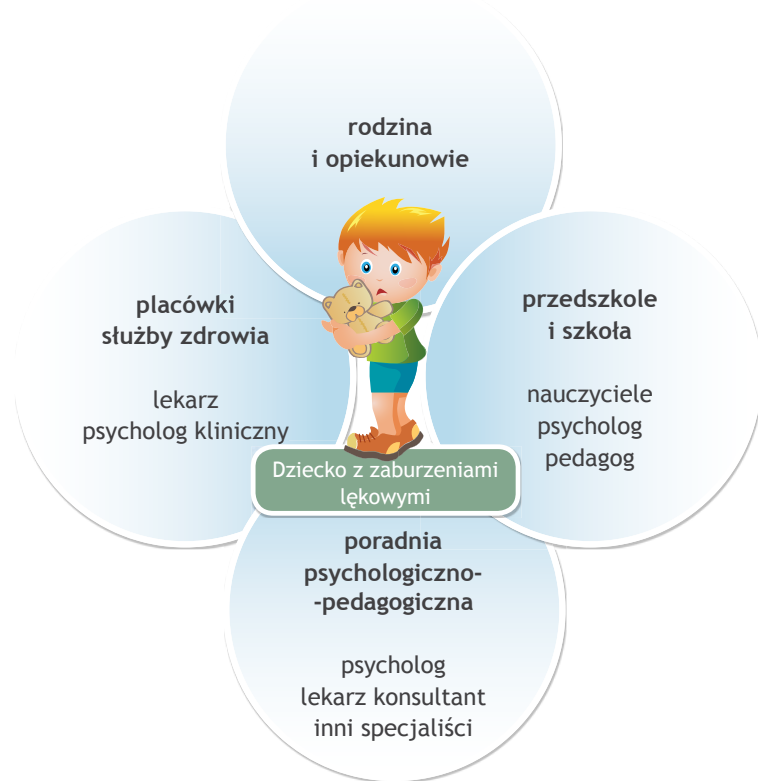 rodzina
i opiekunowie
placówki
służby zdrowia
lekarz
psycholog kliniczny
przedszkole
i szkoła
nauczyciele
psycholog
pedagog
Dziecko z zaburzeniami
lękowymi
poradnia
psychologiczno-
-pedagogiczna
psycholog
lekarz konsultant
inni specjaliści